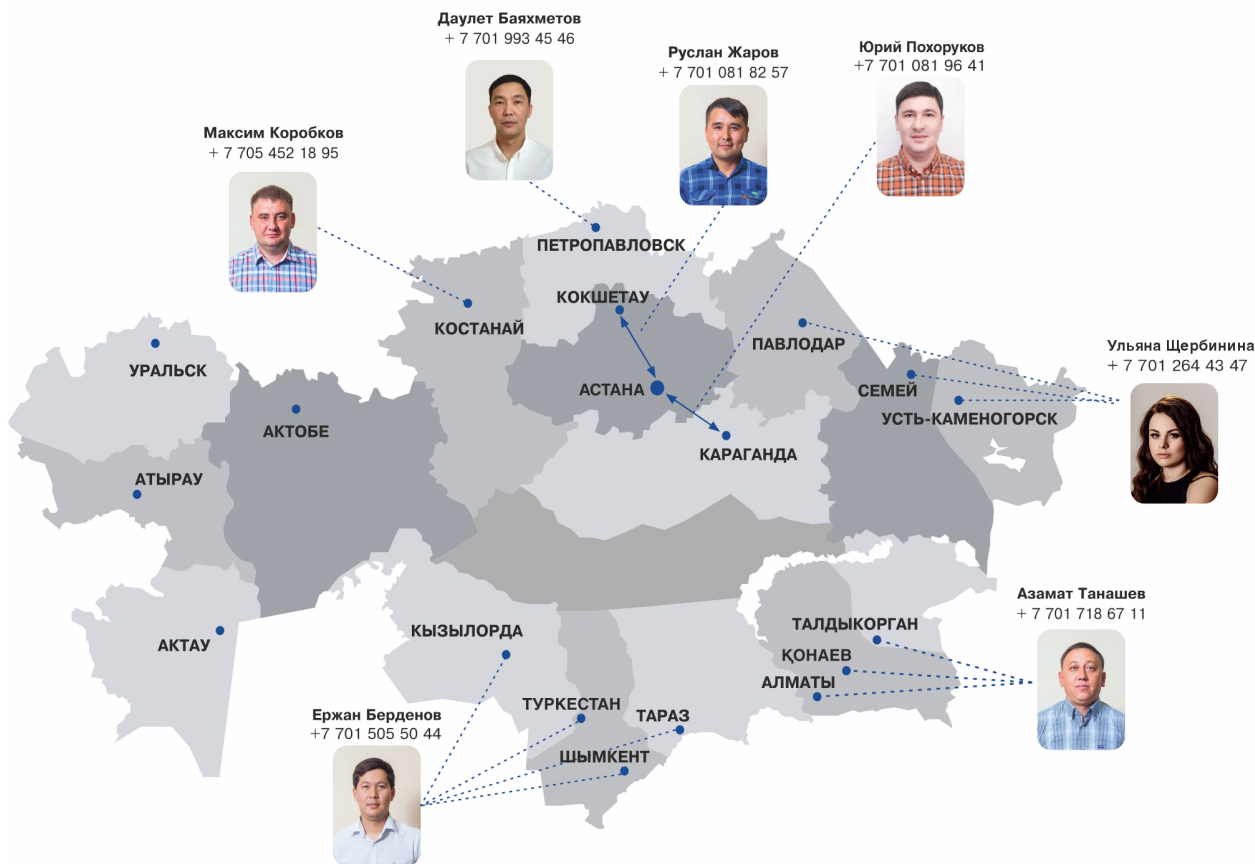 Даулет Баяхметов
+ 7 701 993 45 46
Руслан Жаров
+ 7 701 081 82 57
Юрий Похоруков
+7 701 081 96 41
Максим Коробков
+ 7 705 452 18 95
ПЕТРОПАВЛОВСК
КОКШЕТАУ
КОСТАНАЙ
ПАВЛОДАР
Ульяна Щербинина
+ 7 701 264 43 47
УРАЛЬСК
АСТАНА
СЕМЕЙ
УСТЬ-КАМЕНОГОРСК
АКТОБЕ
КАРАГАНДА
АТЫРАУ
Азамат Танашев
+ 7 701 718 67 11
ТАЛДЫКОРГАН
КЫЗЫЛОРДА
АКТАУ
ҚОНАЕВ
АЛМАТЫ
ТУРКЕСТАН
ТАРАЗ
Ержан Берденов
+7 701 505 50 44
ШЫМКЕНТ